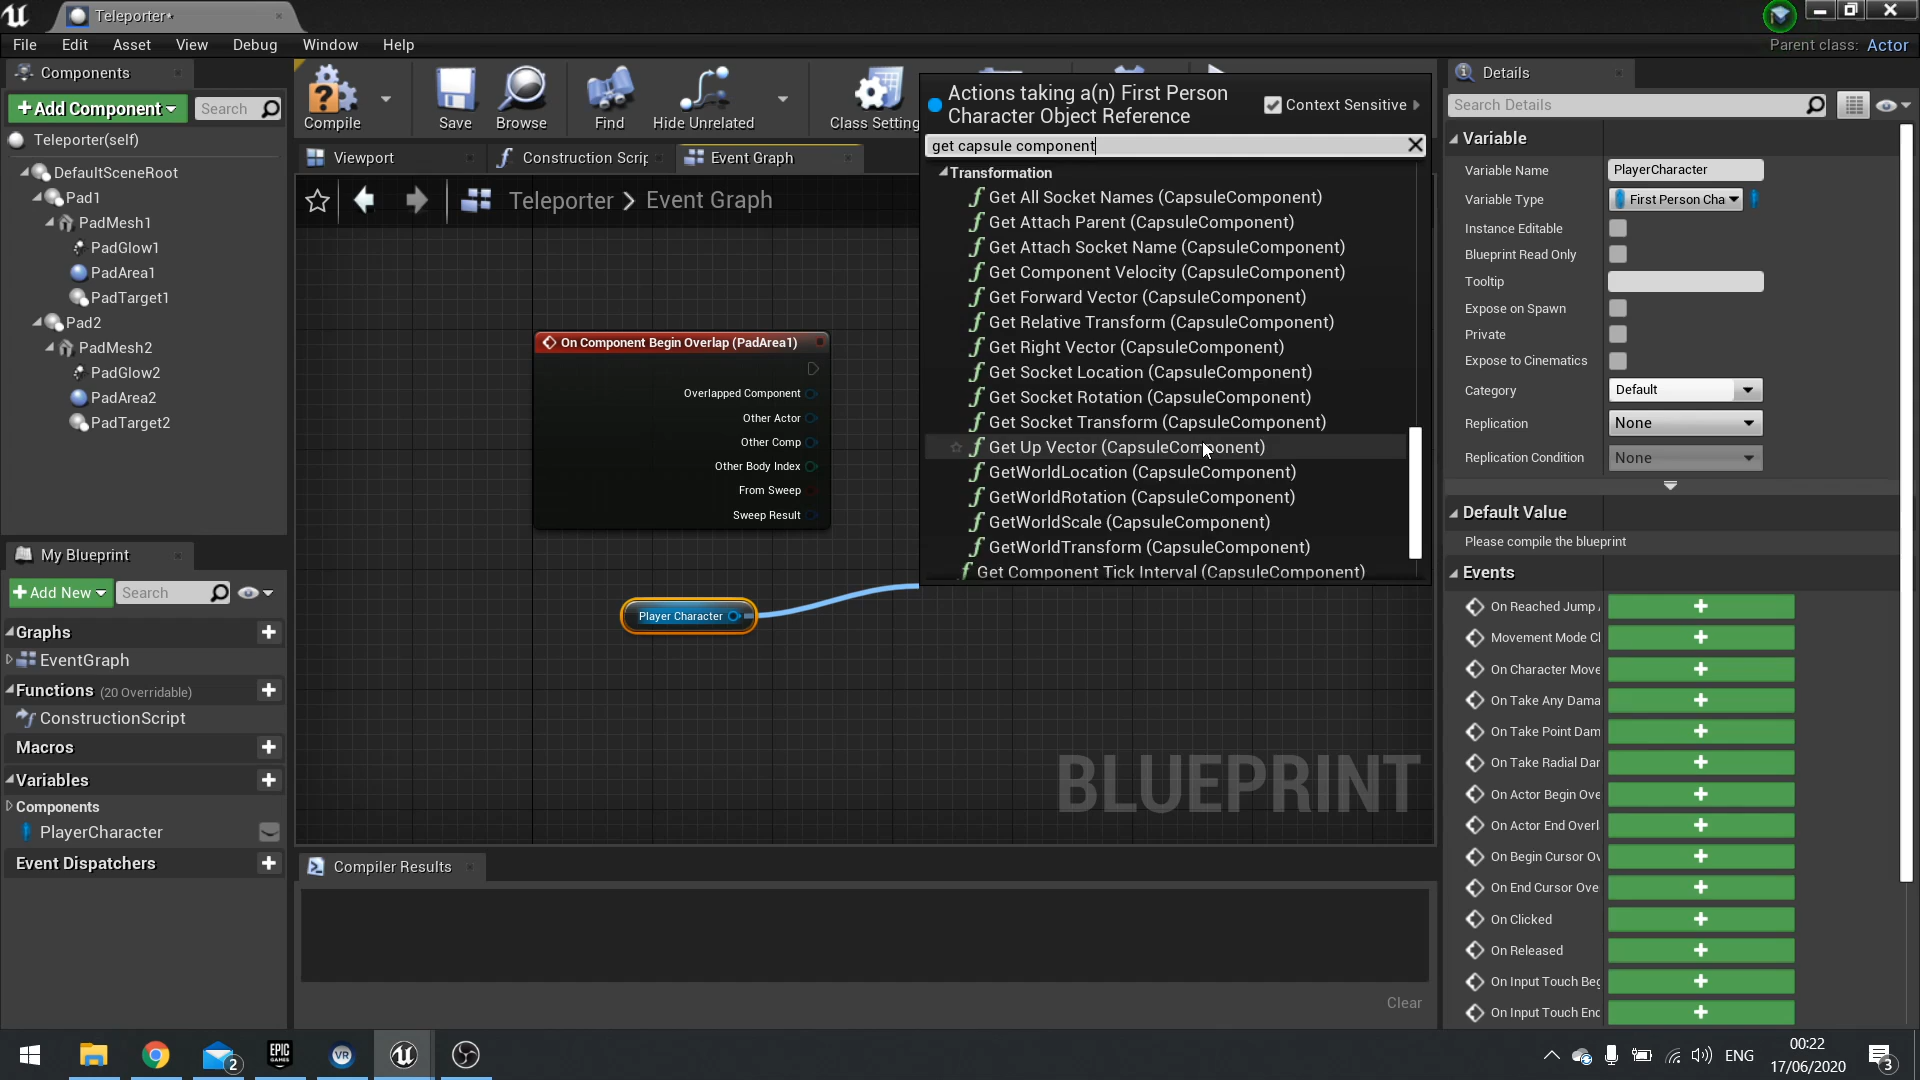 Teleporter*
File Edit Asset View Debug Window Help
Parent class: Actor
Components
+Add Component
Search
Teleporter(self)
DefaultSceneRoot
Pad1
PadMesh1
PadGlow1
PadArea1
PadTarget1
Pad2
PadMesh2
PadGlow2
PadArea2
PadTarget2
My Blueprint
+Add New
Search
Graphs
EventGraph
Functions (20 Overridable)
ConstructionScript
Macros
Variables
Components
PlayerCharacter
Event Dispatchers
Compile
Save
Browse
Find
Hide Unrelated
Class Setting
Viewport
Construction Scrip
Event Graph
Teleporter > Event Graph
On Component Begin Overlap (PadArea1)
Overlapped Component
Other Actor
Other Comp
Other Body Index
From Sweep
Sweep Result
Player Character
BLUEPRINT
Actions taking a(n) First Person
Character Object Reference
Context Sensitive
get capsule component
Transformation
Get All Socket Names (CapsuleComponent)
Get Attach Parent (CapsuleComponent)
Get Attach Socket Name (CapsuleComponent)
Get Component Velocity (CapsuleComponent)
Get Forward Vector (CapsuleComponent)
Get Relative Transform (CapsuleComponent)
Get Right Vector (CapsuleComponent)
Get Socket Location (CapsuleComponent)
Get Socket Rotation (CapsuleComponent)
Get Socket Transform (CapsuleComponent)
Get Up Vector (CapsuleComponent)
GetWorldLocation (CapsuleComponent)
GetWorldRotation (CapsuleComponent)
GetWorldScale (CapsuleComponent)
GetWorldTransform (CapsuleComponent)
Get Component Tick Interval (CapsuleComponent)
Compiler Results
Clear
Details
Search Details
Variable
Variable Name PlayerCharacter
Variable Type First Person Cha
Instance Editable
Blueprint Read Only
Tooltip
Expose on Spawn
Private
Expose to Cinematics
Category Default
Replication None
Replication Condition None
Default Value
Please compile the blueprint
Events
On Reached Jump
Movement Mode Cl
On Character Move
On Take Any Dama
On Take Point Dam
On Take Radial Dar
On Actor Begin Ove
On Actor End Overl
On Begin Cursor Ov
On End Cursor Ove
On Clicked
On Released
On Input Touch Beg
On Input Touch Enc
2
EPIC
GAMES
VR
ENG
00:22
17/06/2020
3